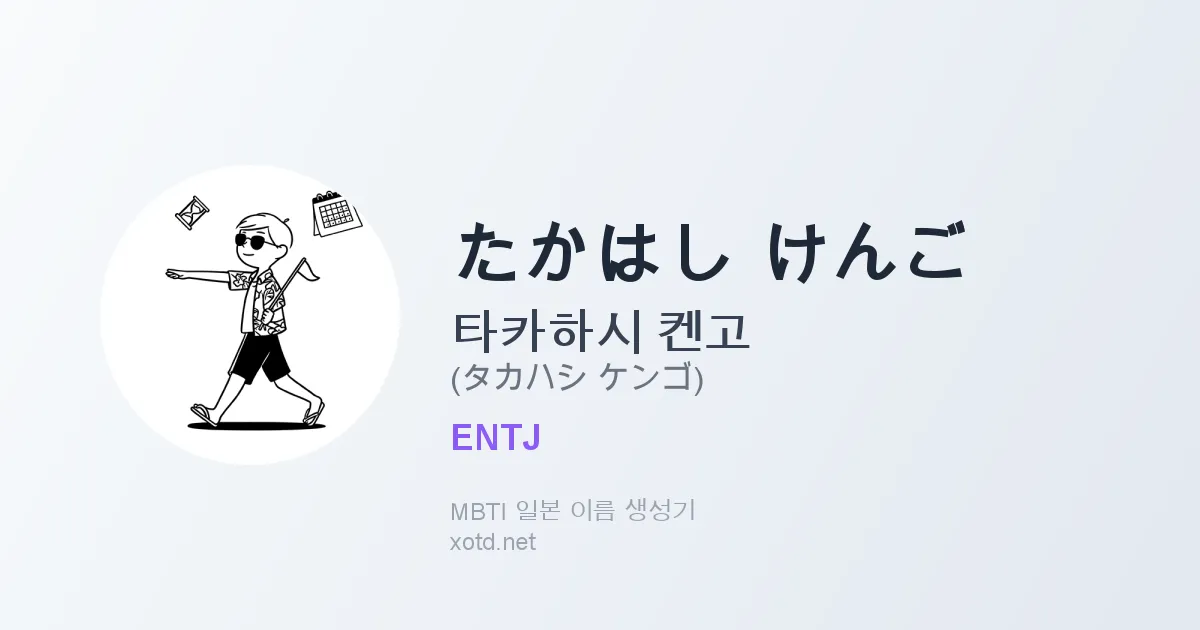 たかはし けんご
타카하시 켄고
(タカハシ ケンゴ)
ENTJ
MBTI 일본 이름 생성기
xotd.net